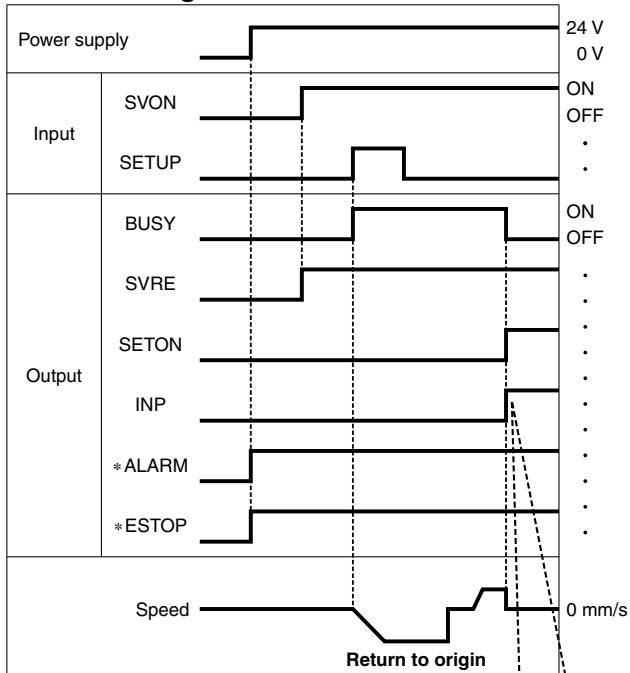 Power supply
24 V
0 V
Input
SVON
ON
OFF
SETUP
Output
BUSY
ON
OFF
SVRE
SETON
INP
*ALARM
*ESTOP
Speed
0 mm/s
Return to origin